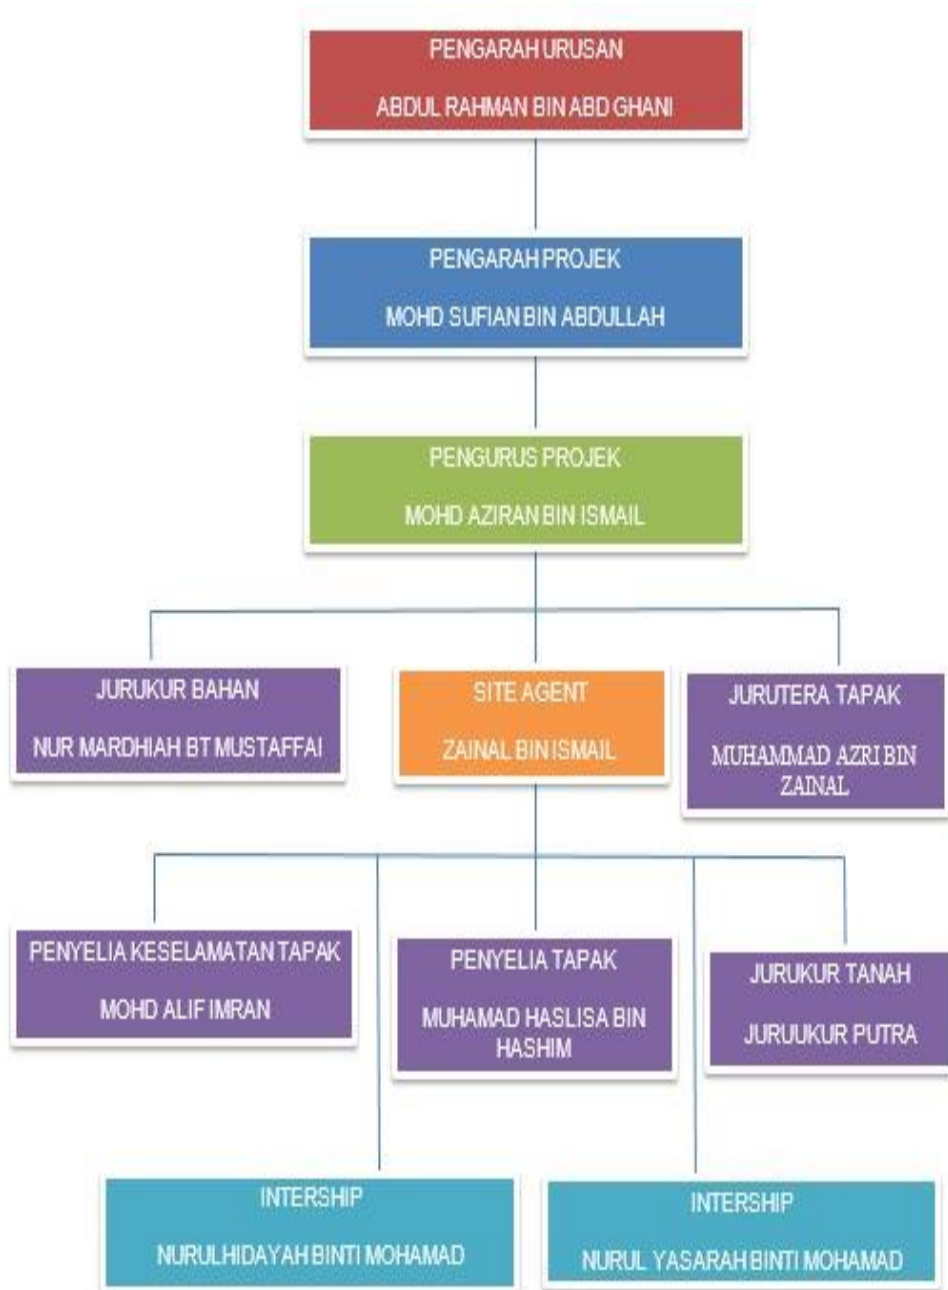 PENGARAH URUSAN
ABDUL RAHMAN BIN ABD GHANI
PENGARAH PROJEK
MOHD SUFIAN BIN ABDULLAH
PENGURUS PROJEK
MOHD AZIRAN BIN ISMAIL
JURUKUR BAHAN
NUR MARDHIAH BT MUSTAFFAI
SITE AGENT
ZAINAL BIN ISMAIL
JURUTERA TAPAK
MUHAMMAD AZRI BIN
ZAINAL
PENYELIA KESELAMATAN TAPAK
MOHD ALIF IMRAN
PENYELIA TAPAK
MUHAMAD HASLISA BIN
HASHIM
JURUKUR TANAH
JURUUKUR PUTRA
INTERSHIP
NURULHIDAYAH BINTI MOHAMAD
INTERSHIP
NURUL YASARAH BINTI MOHAMAD